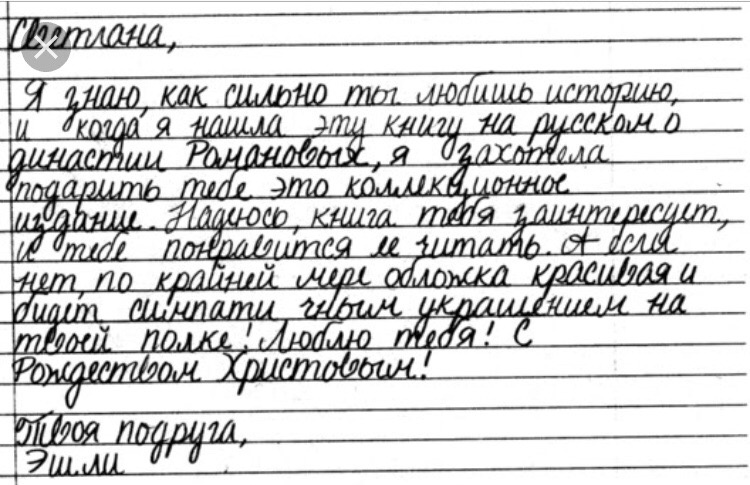 Светлана,
Я знаю, как сильно ты любишь историю,
и когда я нашла эту книгу на русском о
династии Романовых, я захотела
подарить тебе это коллекционное
издание. Надеюсь, книга тебя заинтересует,
и тебе понравится ее читать. А если
нет, по крайней мере обложка красивая и
будет симпатичным украшением на
твоей полке! Люблю тебя! С
Рождеством Христовым!
Твоя подруга,
Эшли